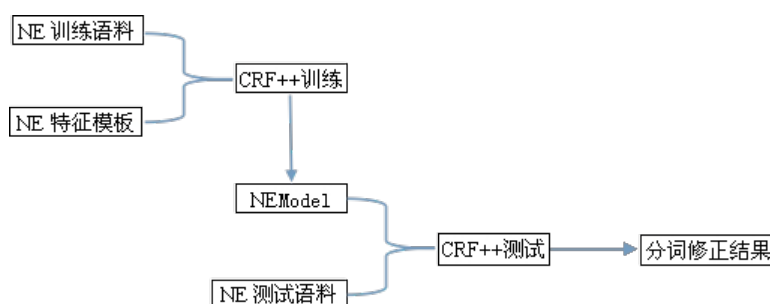 NE 训练语料
CRF++训练
NE 特征模板
NEModel
CRF++测试
分词修正结果
NE 测试语料